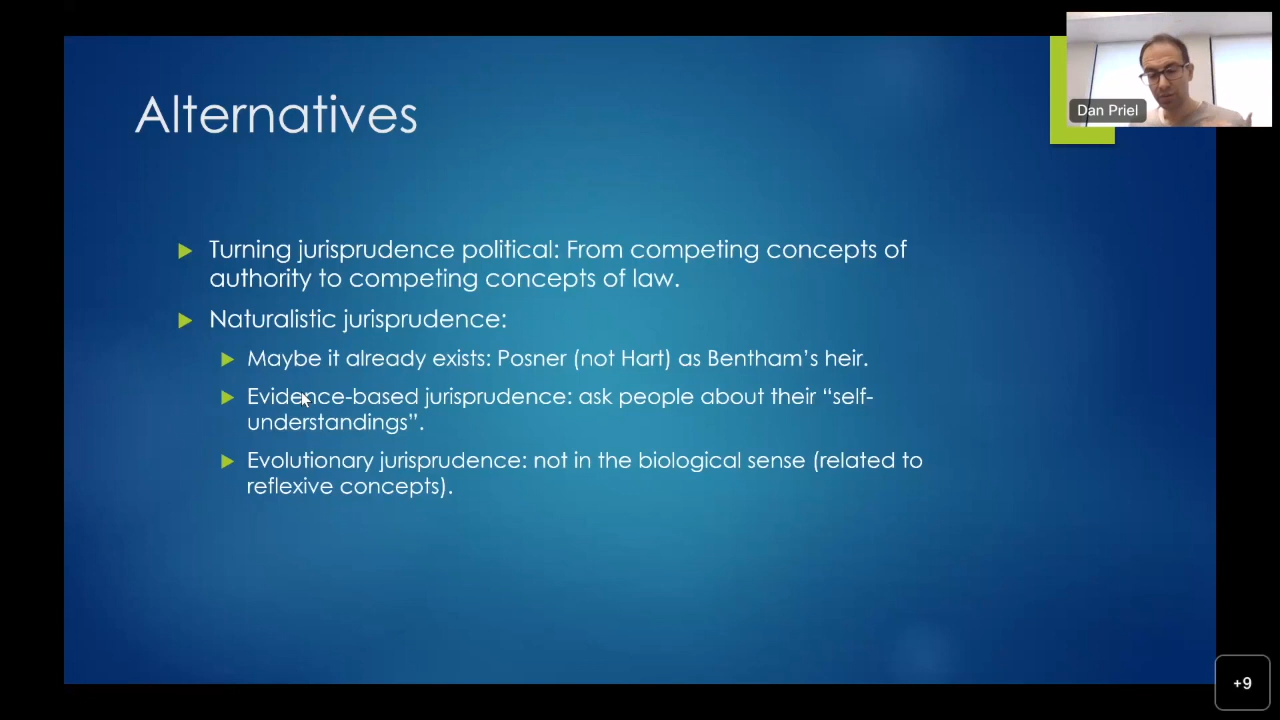 Alternatives
Dan Priel
Turning jurisprudence political: From competing concepts of
authority to competing concepts of law.
Naturalistic jurisprudence:
Maybe it already exists: Posner (not Hart) as Bentham’s heir.
Evidence-based jurisprudence: ask people about their “self-
understandings”.
Evolutionary jurisprudence: not in the biological sense (related to
reflexive concepts).
+9